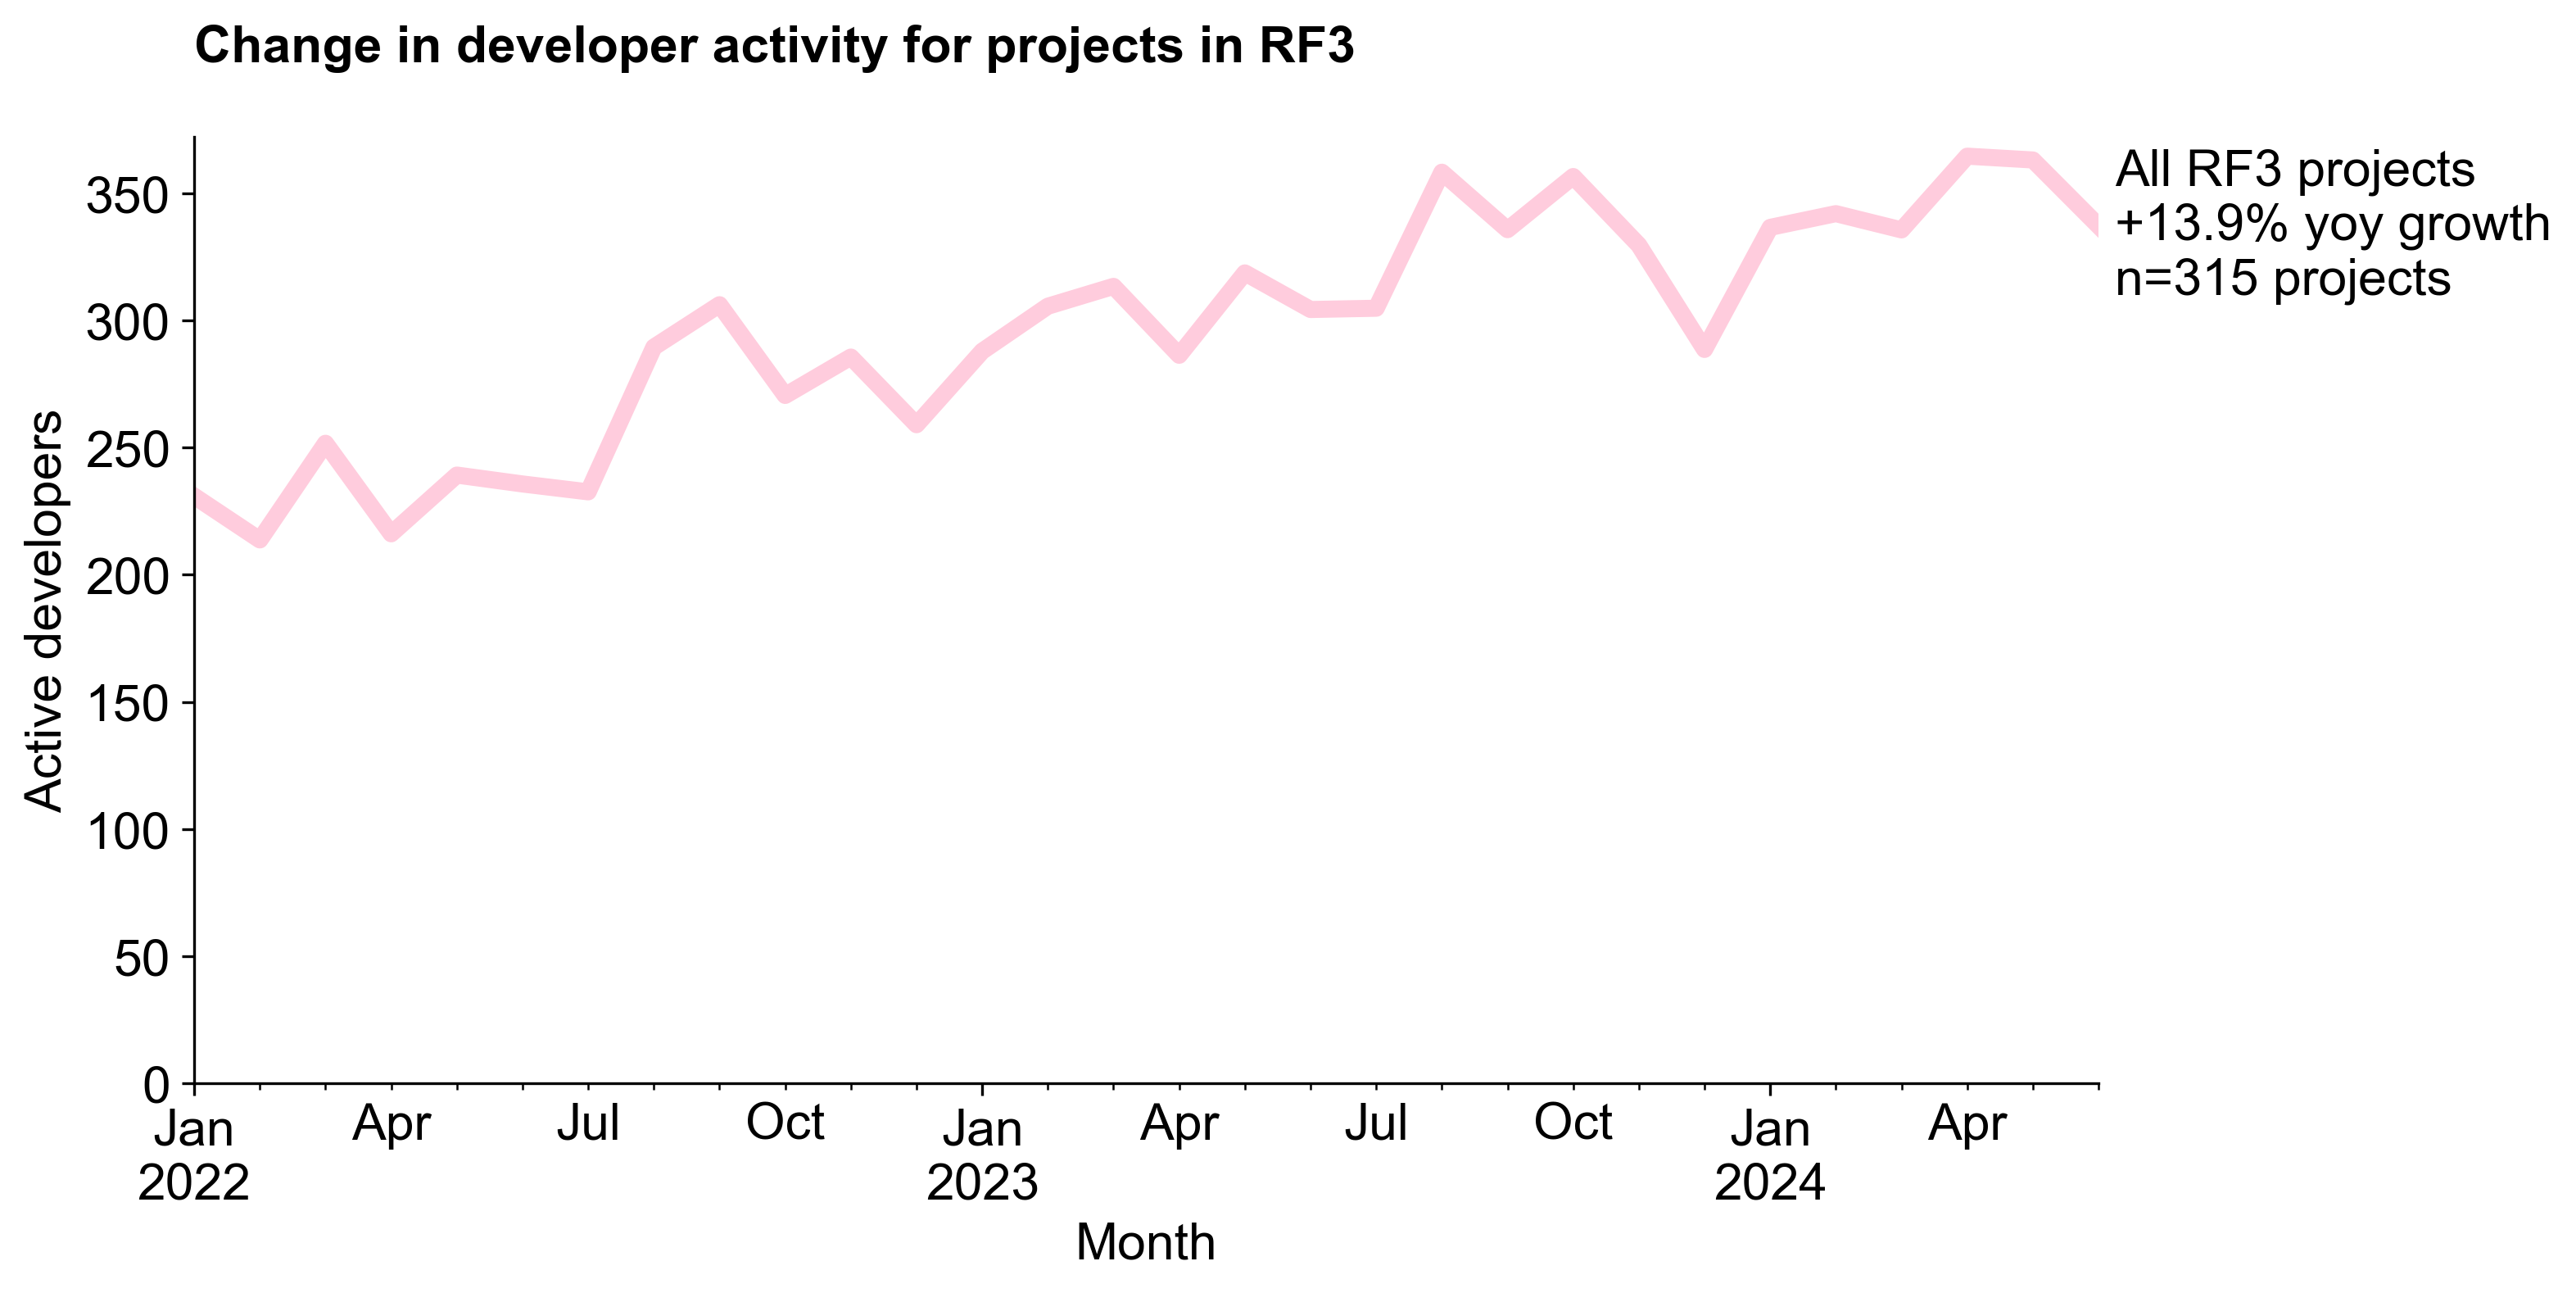 Change in developer activity for projects in RF3
All RF3 projects
+13.9% yoy growth
n=315 projects
Active developers
350
300
250
200
150
100
50
0
Jan Apr Jul Oct Jan Apr Jul Oct Jan Apr
2022 2023 2024
Month